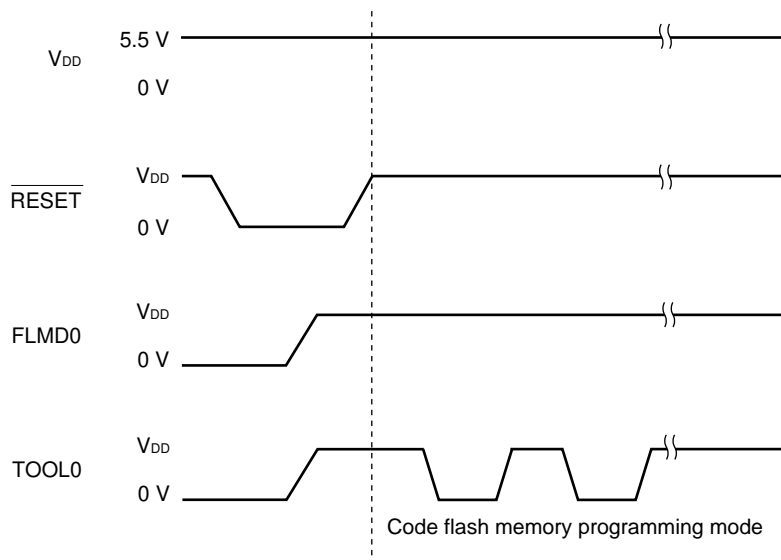 5.5 V
VDD
0 V
VDD
RESET
0 V
VDD
FLMD0
0 V
VDD
TOOL0
0 V
Code flash memory programming mode